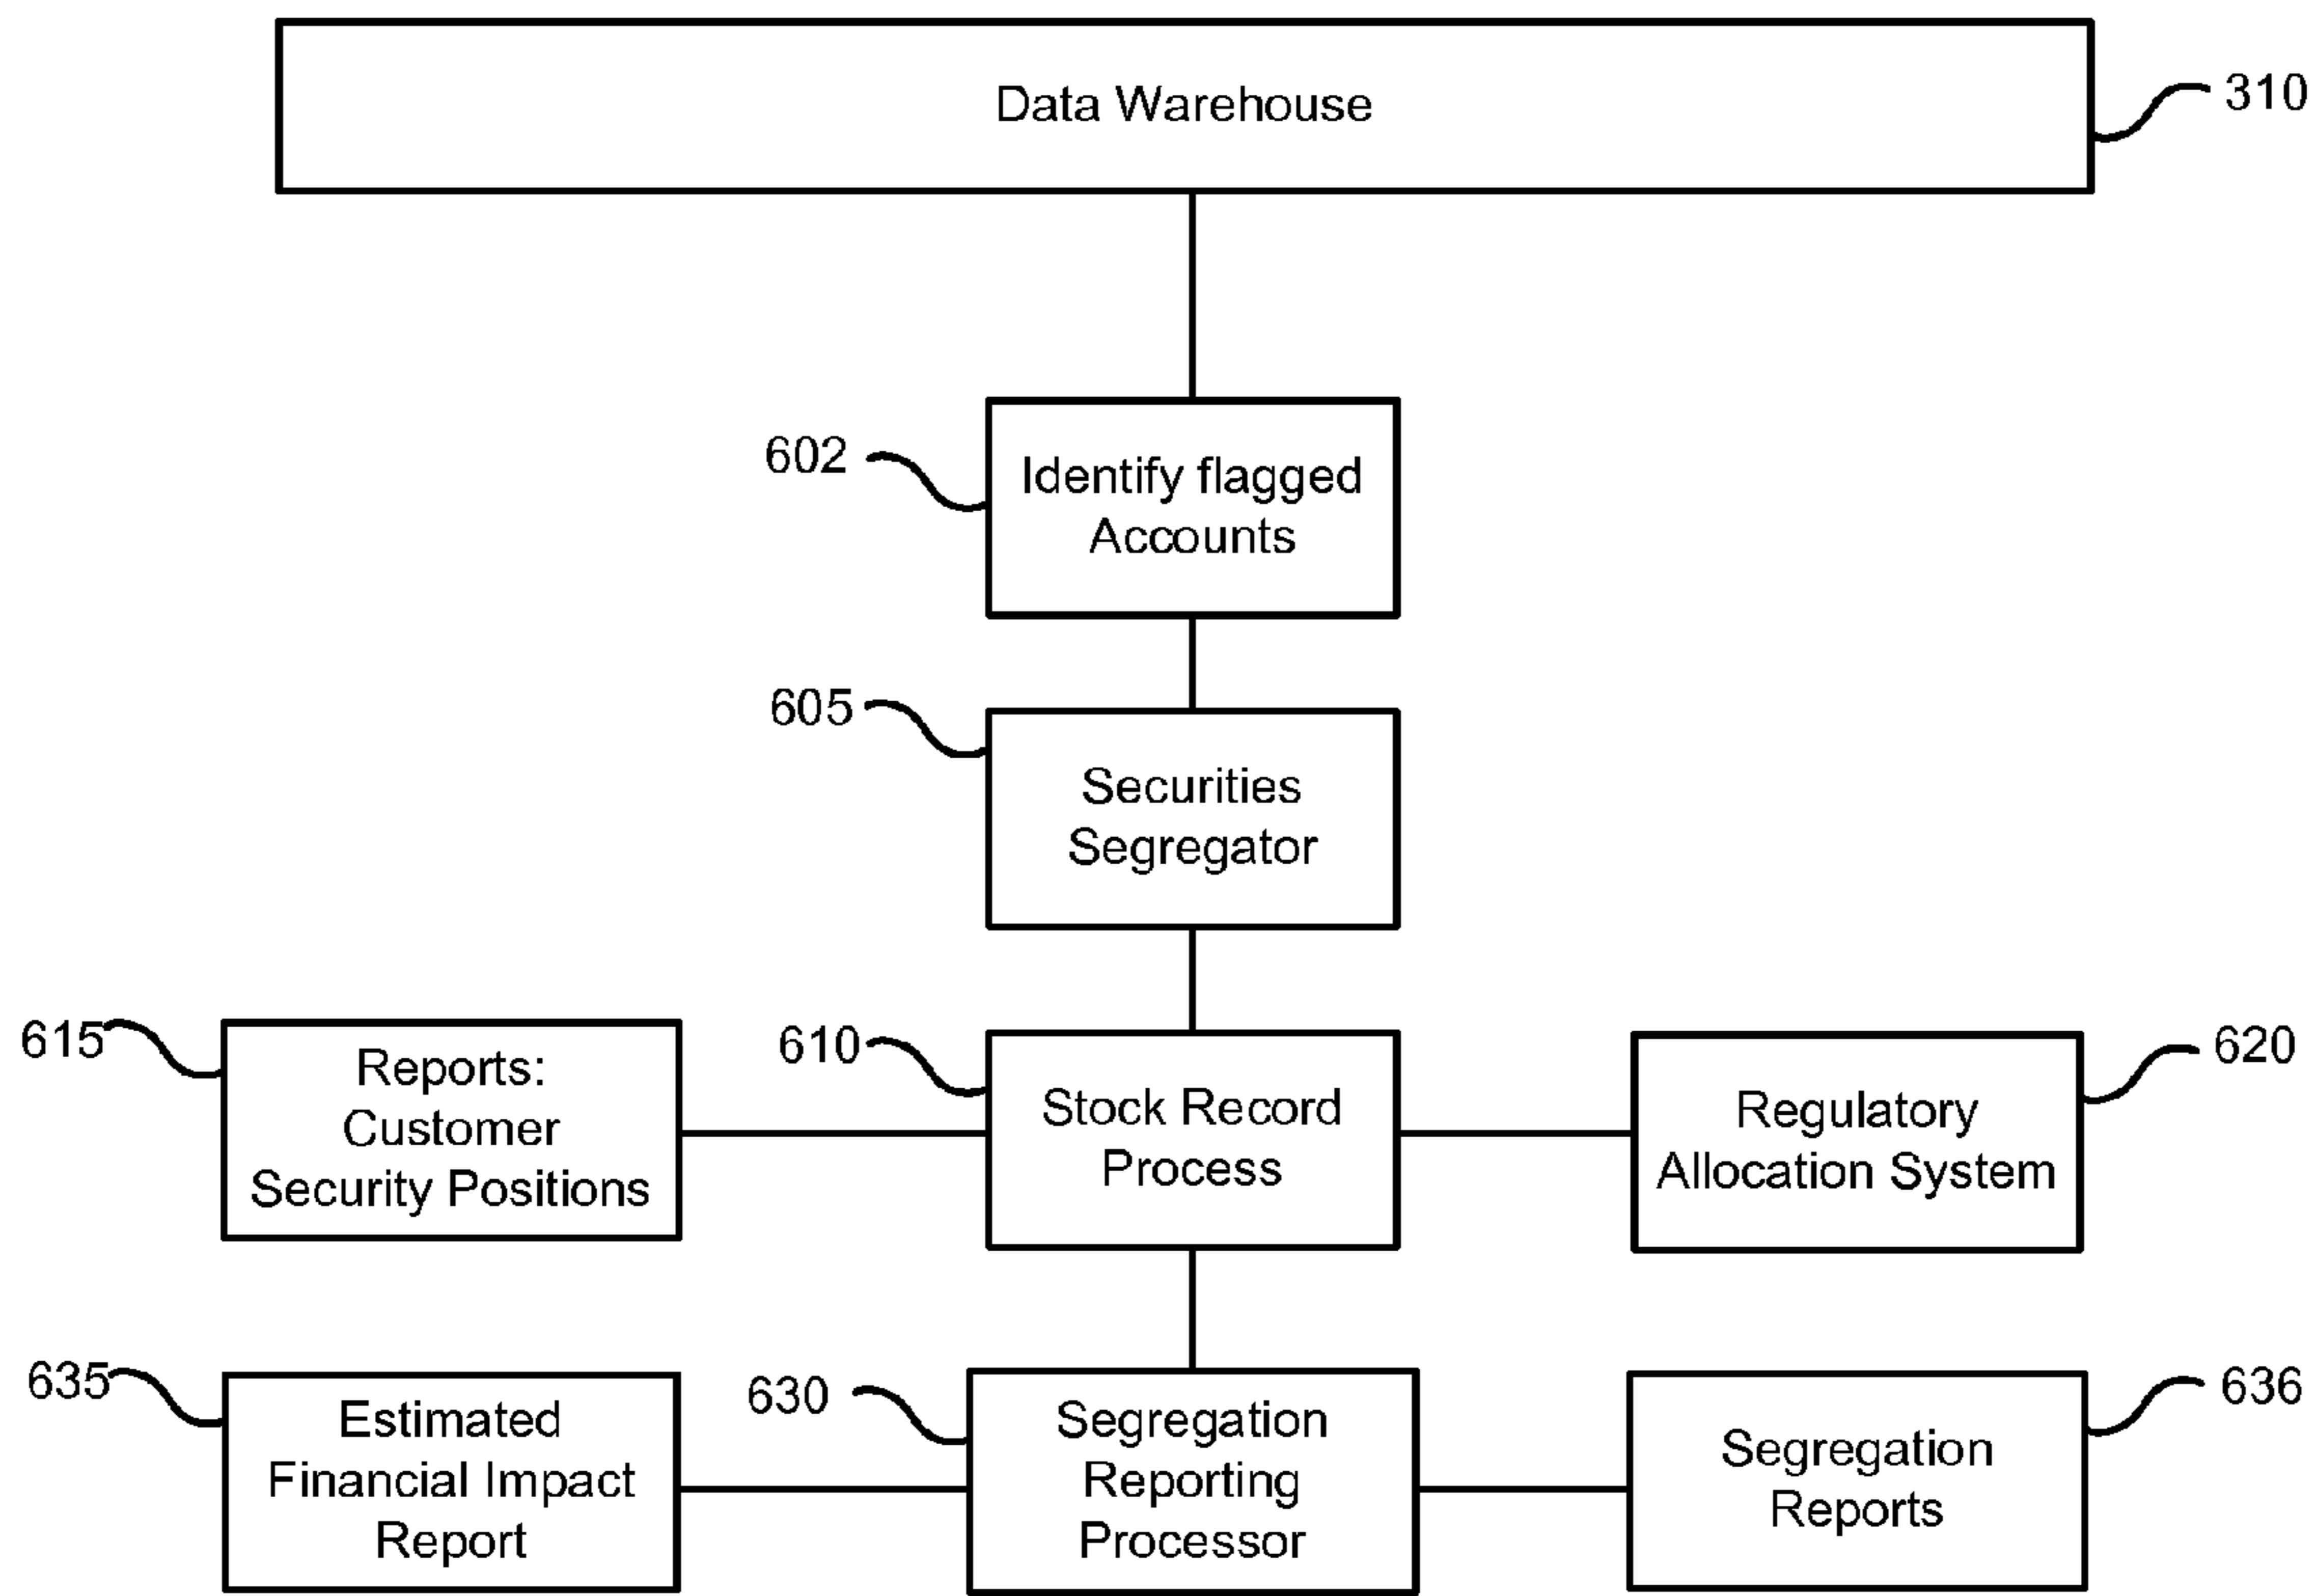 Data Warehouse
310
602
Identify flagged
Accounts
605
Securities
Segregator
615
Reports:
Customer
Security Positions
610
Stock Record
Process
620
Regulatory
Allocation System
635
Estimated
Financial Impact
Report
630
Segregation
Reporting
Processor
636
Segregation
Reports